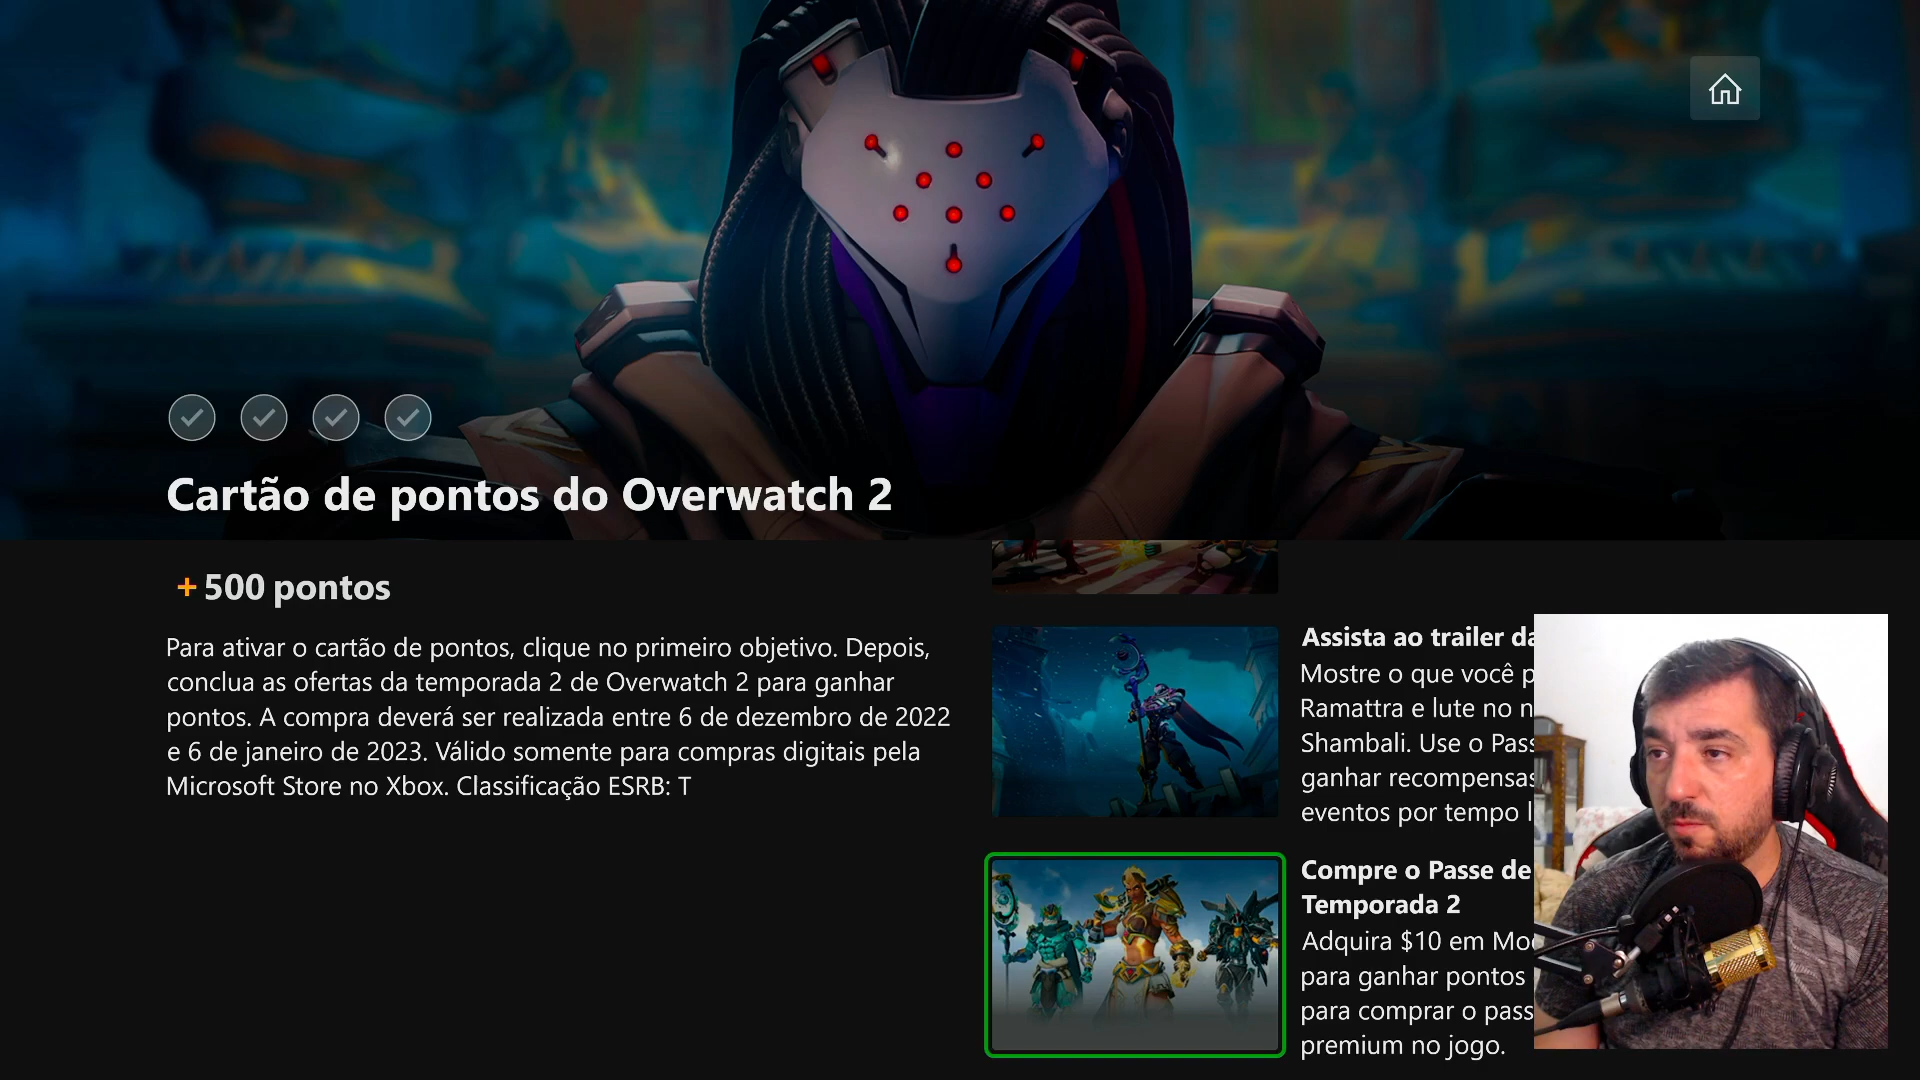 Cartão de pontos do Overwatch 2
+500 pontos
Para ativar o cartão de pontos, clique no primeiro objetivo. Depois,
conclua as ofertas da temporada 2 de Overwatch 2 para ganhar
pontos. A compra deverá ser realizada entre 6 de dezembro de 2022
e 6 de janeiro de 2023. Válido somente para compras digitais pela
Microsoft Store no Xbox. Classificação ESRB: T
Assista ao trailer da
Mostre o que você
Ramattra e lute no
Shambali. Use o
ganhar recompensas
eventos por tempo
Compre o Passe de
Temporada 2
Adquira $10 em
para ganhar pontos
para comprar o
premium no jogo.